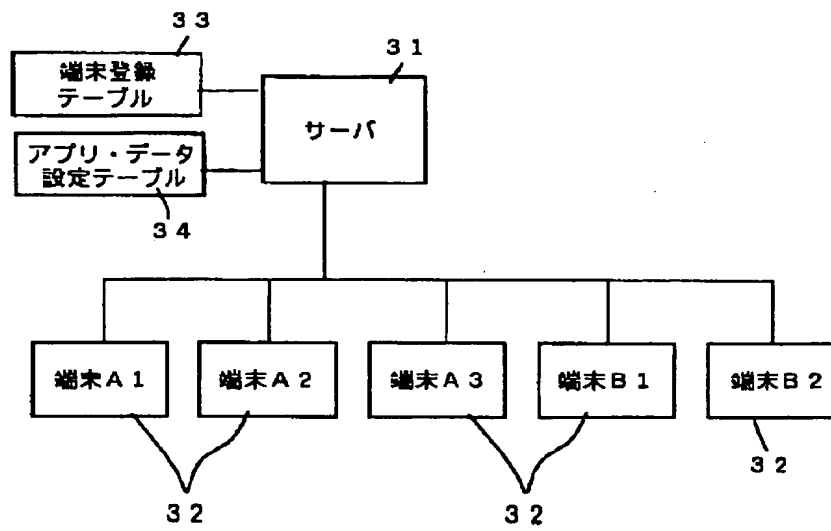 ３３
端末登録
テーブル
３１
サーバ
アプリ・データ
設定テーブル
３４
端末Ａ１
端末Ａ２
端末Ａ３
端末Ｂ１
端末Ｂ２
３２
３２
３２